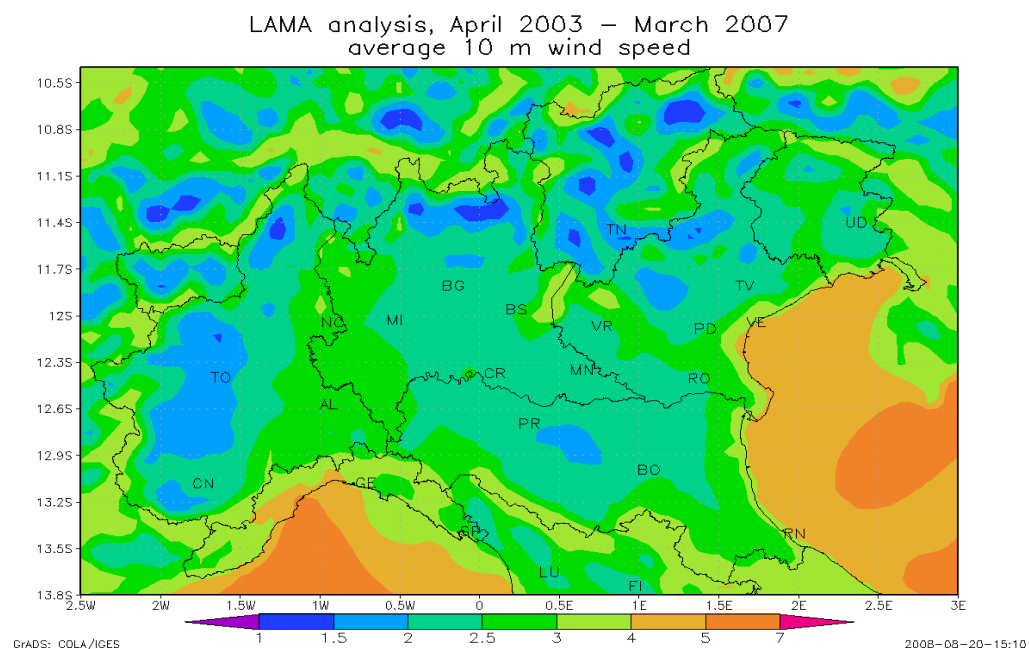 LAMA analysis, April 2003 – March 2007
average 10 m wind speed
10.5S
10.8S
11.1S
11.4S
UD
TN
11.7S
BG
TV
BS
12S
NO
MI
VR
PD
VE
12.3S
TO
CR
MN
RO
12.6S
AL
PR
12.9S
BO
CN
GE
13.2S
SP
RN
13.5S
LU
FI
13.8S
2.5W 2W 1.5W 1W 0.5W 0 0.5E 1E 1.5E 2E 2.5E 3E
1 1.5 2 2.5 3 4 5 7
GrADS: COLA/IGES 2008-08-20-15:10